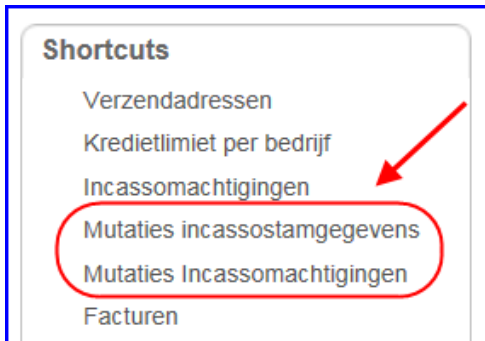 Shortcuts
Verzendadressen
Kredietlimiet per bedrijf
Incassomachtigingen
Mutaties incassostamgegevens
Mutaties Incassomachtigingen
Facturen